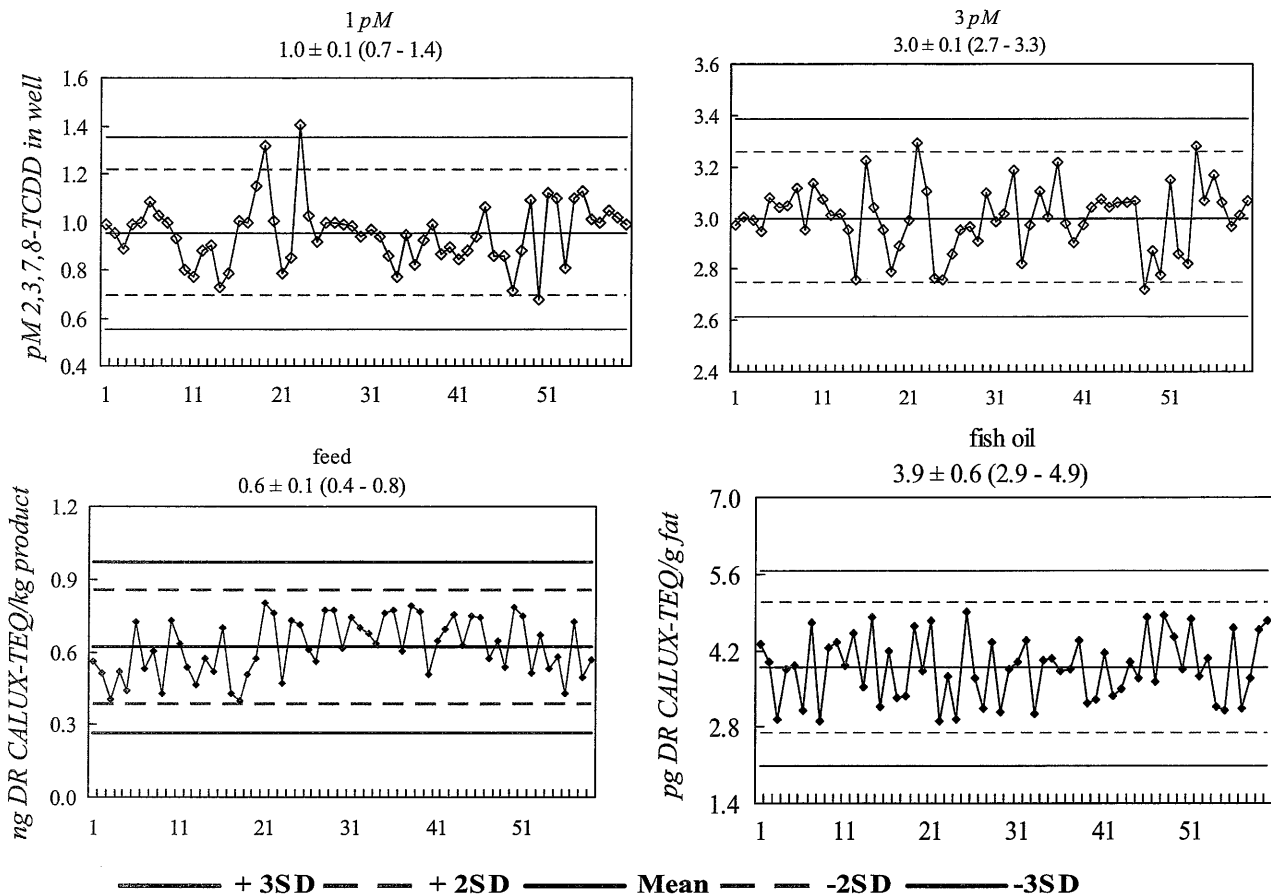 1 pM
1.0 ± 0.1 (0.7 - 1.4)
pM 2,3,7,8-TCDD in well
1.6
1.4
1.2
1.0
0.8
0.6
0.4
1 11 21 31 41 51
3 pM
3.0 ± 0.1 (2.7 - 3.3)
3.6
3.4
3.2
3.0
2.8
2.6
2.4
1 11 21 31 41 51
feed
0.6 ± 0.1 (0.4 - 0.8)
ng DR CALUX-TEQ/kg product
1.2
0.9
0.6
0.3
0.0
1 11 21 31 41 51
fish oil
3.9 ± 0.6 (2.9 - 4.9)
pg DR CALUX-TEQ/g fat
7.0
5.6
4.2
2.8
1.4
1 11 21 31 41 51
+ 3SD + 2SD Mean -2SD -3SD